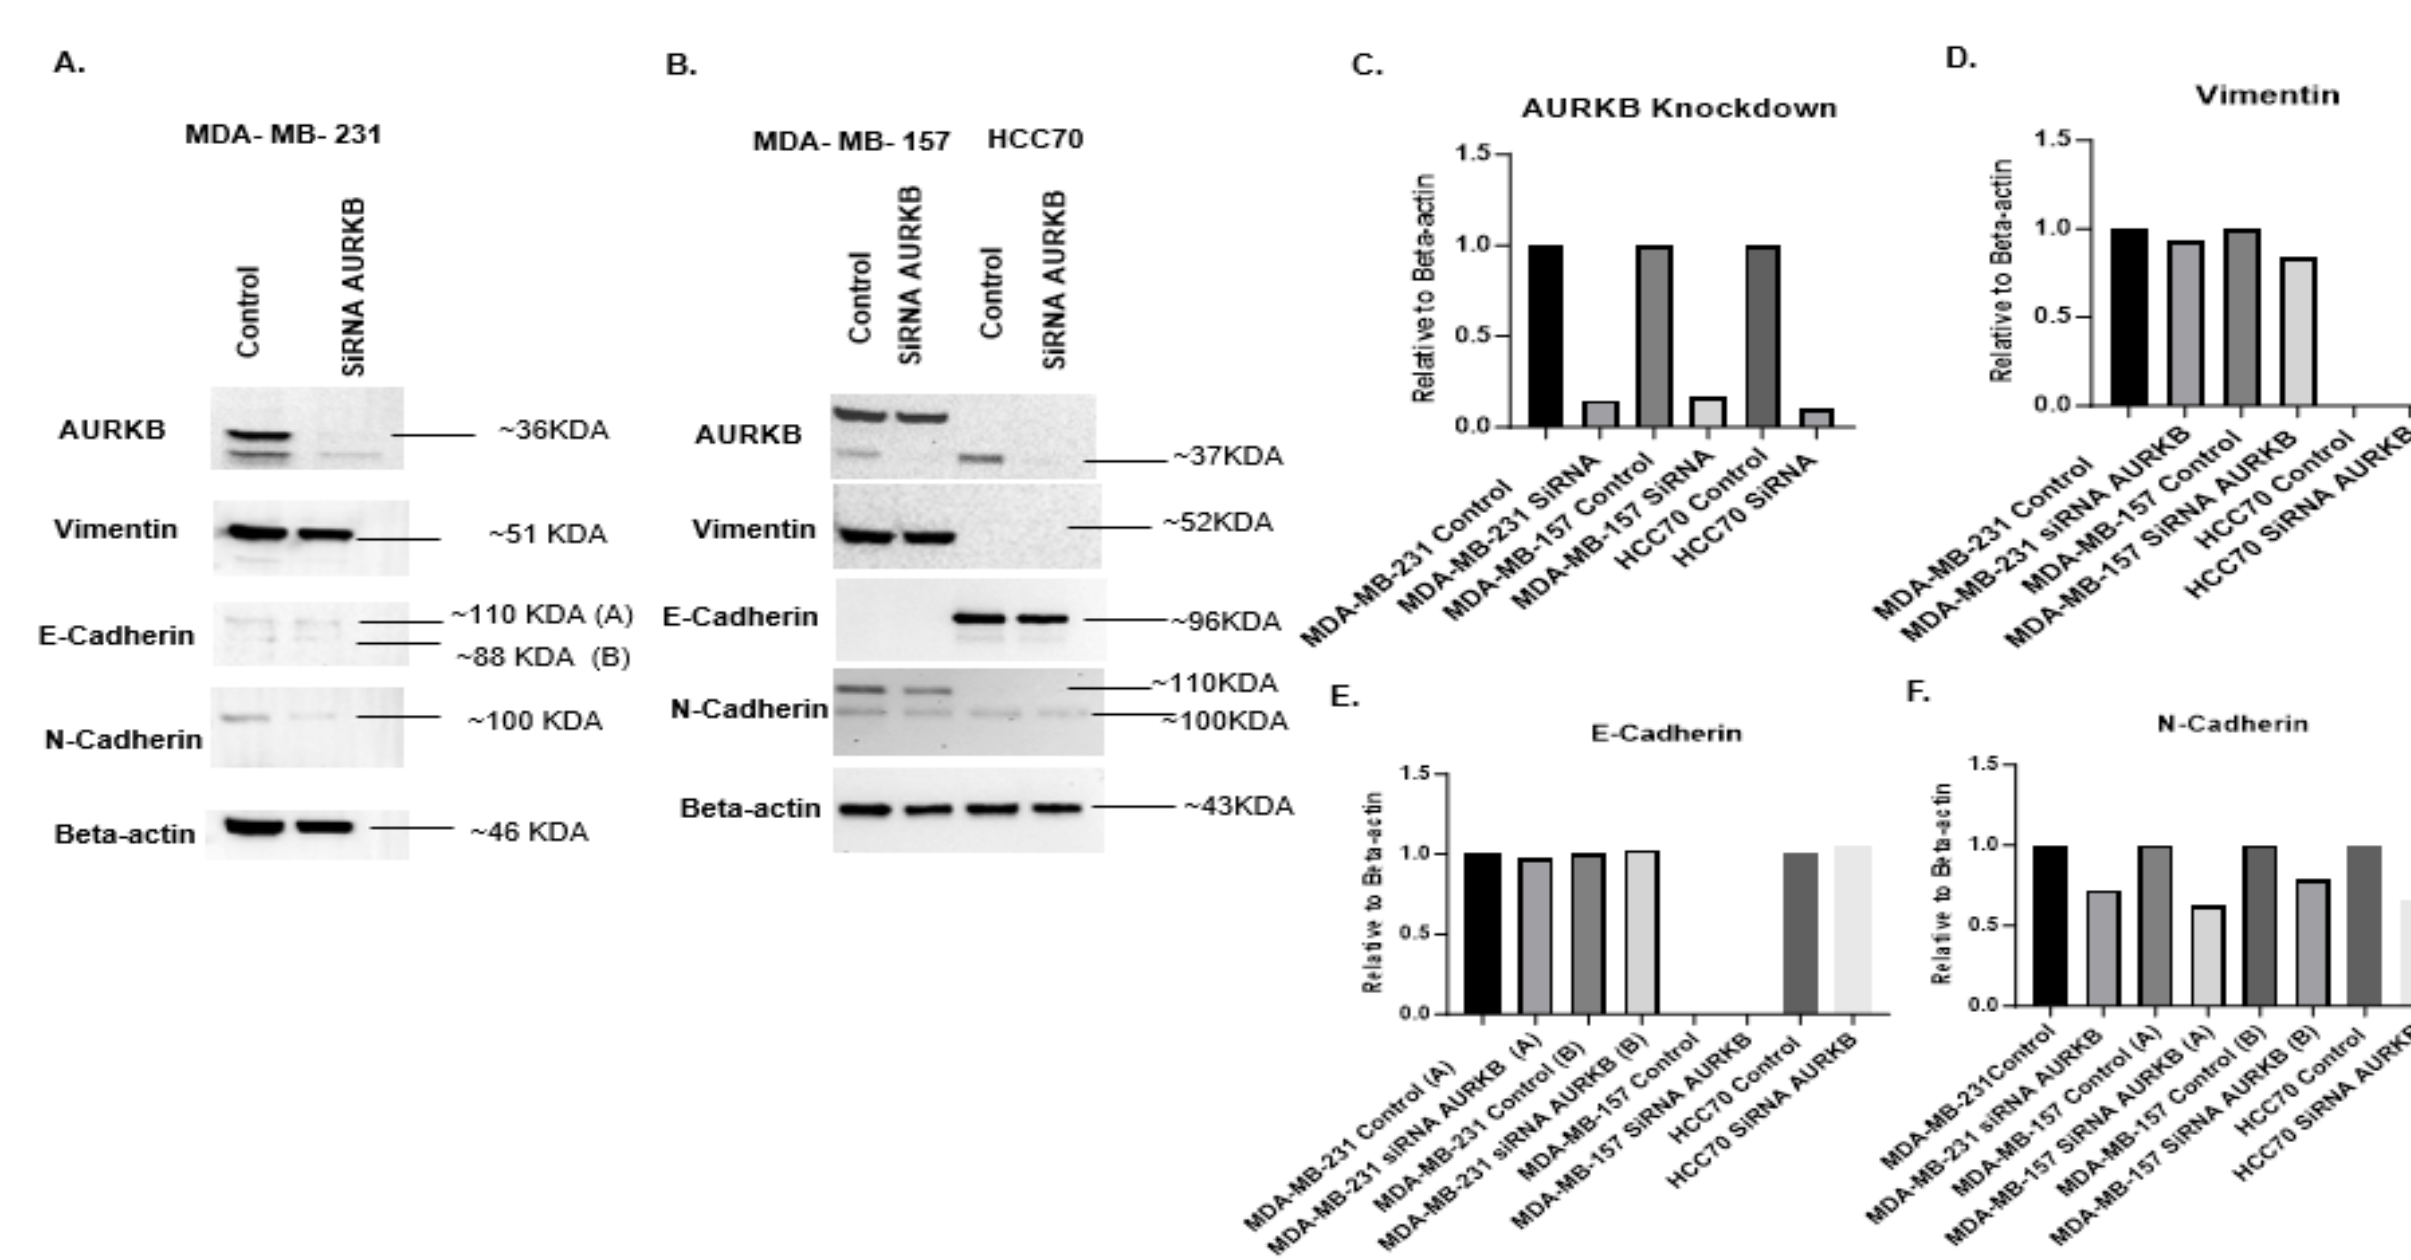 A.
MDA- MB- 231
Control
SiRNA AURKB
AURKB
~36KDA
Vimentin
~51 KDA
E-Cadherin
~110 KDA (A)
~88 KDA (B)
N-Cadherin
~100 KDA
Beta-actin
~46 KDA
B.
MDA- MB- 157
HCC70
Control
SiRNA AURKB
Control
SiRNA AURKB
AURKB
~37KDA
Vimentin
~52KDA
E-Cadherin
~96KDA
N-Cadherin
~110KDA
~100KDA
Beta-actin
~43KDA
C.
AURKB Knockdown
Relative to Beta-actin
1.5
1.0
0.5
0.0
MDA-MB-231 Control
MDA-MB-231 SiRNA
MDA-MB-157 Control
MDA-MB-157 SiRNA
HCC70 Control
HCC70 SiRNA
D.
Vimentin
Relative to Beta-actin
1.5
1.0
0.5
0.0
MDA-MB-231 Control
MDA-MB-231 siRNA AURKB
MDA-MB-157 Control
MDA-MB-157 SiRNA AURKB
HCC70 Control
HCC70 SiRNA AURKB
E.
E-Cadherin
Relative to Beta-actin
1.5
1.0
0.5
0.0
MDA-MB-231 Control (A)
MDA-MB-231 siRNA AURKB (A)
MDA-MB-231 Control (B)
MDA-MB-231 siRNA AURKB (B)
MDA-MB-157 Control
MDA-MB-157 SiRNA AURKB
HCC70 Control
HCC70 SiRNA AURKB
F.
N-Cadherin
Relative to Beta-actin
1.5
1.0
0.5
0.0
MDA-MB-231Control
MDA-MB-231 siRNA AURKB
MDA-MB-157 Control (A)
MDA-MB-157 SiRNA AURKB (A)
MDA-MB-157 Control (B)
MDA-MB-157 SiRNA AURKB (B)
HCC70 Control
HCC70 SiRNA AURKB